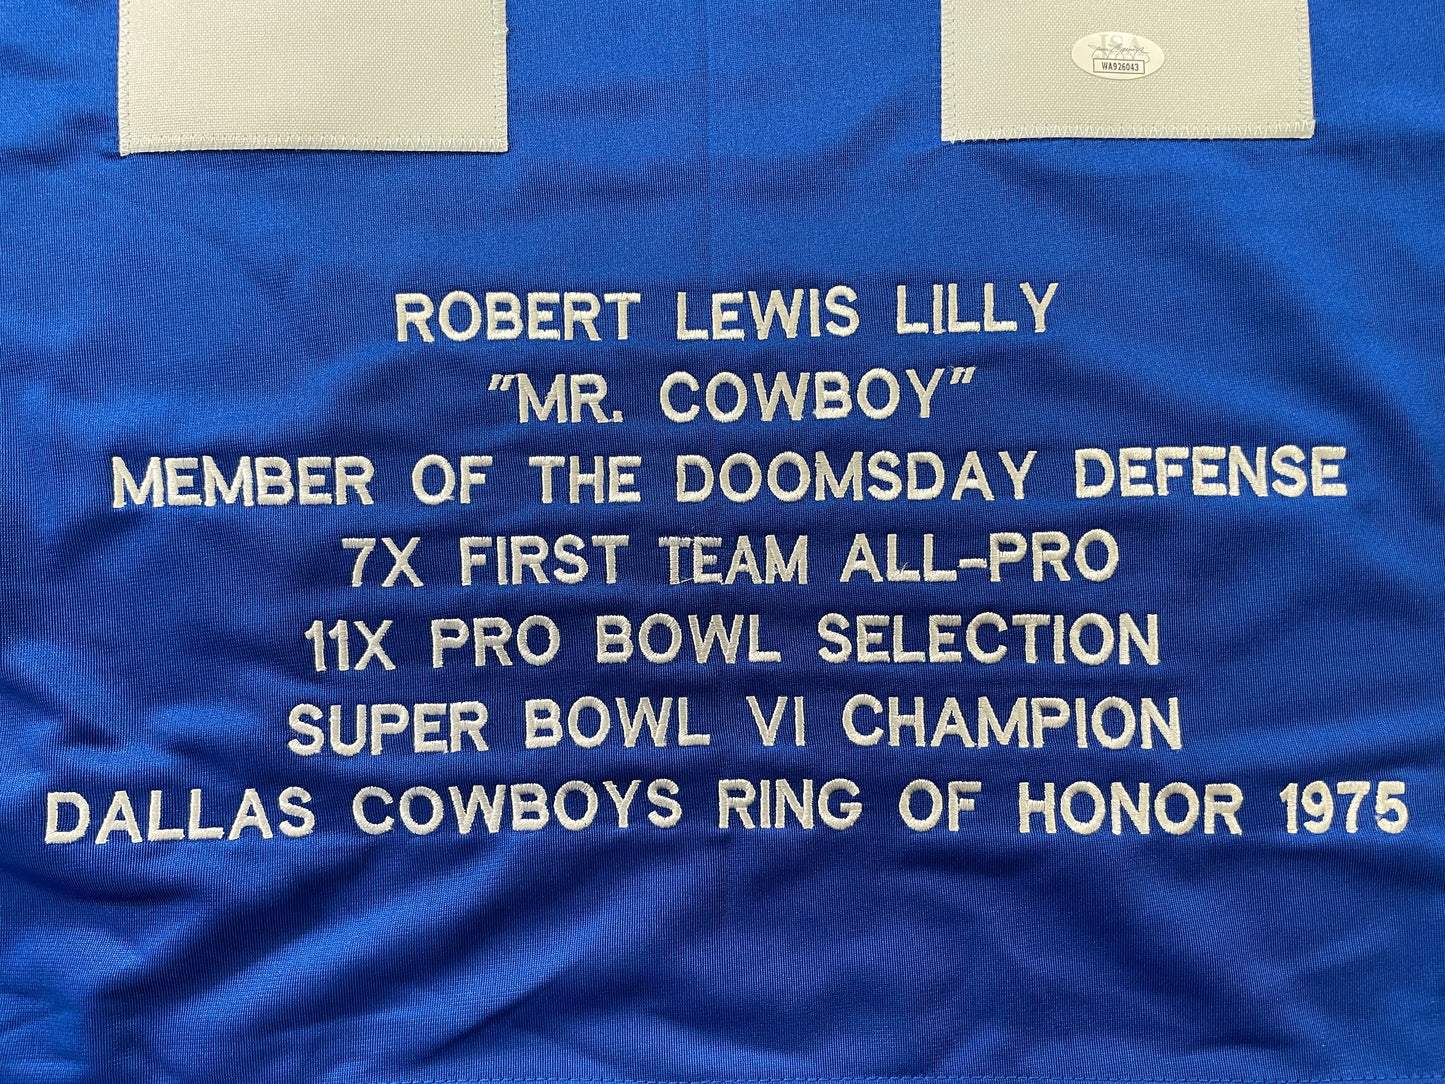 JSA
WA926043
ROBERT LEWIS LILLY
"MR. COWBOY"
MEMBER OF THE DOOMSDAY DEFENSE
7X FIRST TEAM ALL-PRO
11X PRO BOWL SELECTION
SUPER BOWL VI CHAMPION
DALLAS COWBOYS RING OF HONOR 1975